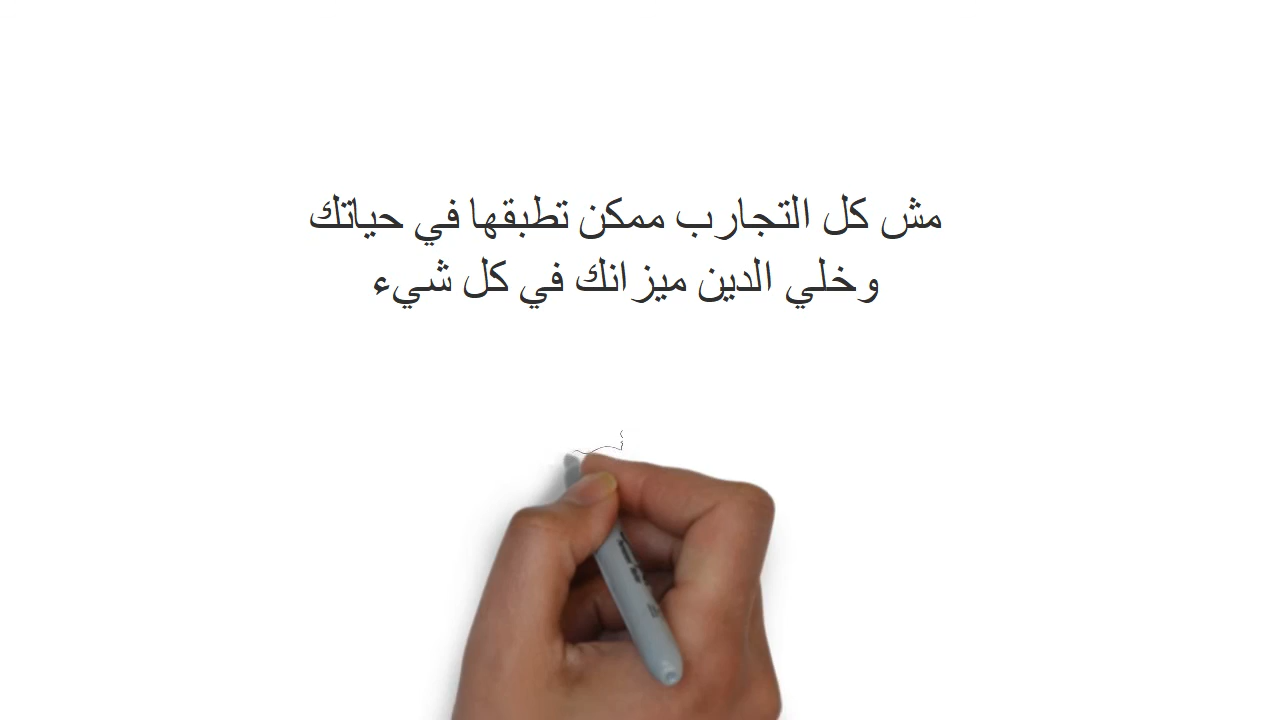 مش كل التجارب ممكن تطبقها في حياتك
وخلي الدين ميزانك في كل شيء